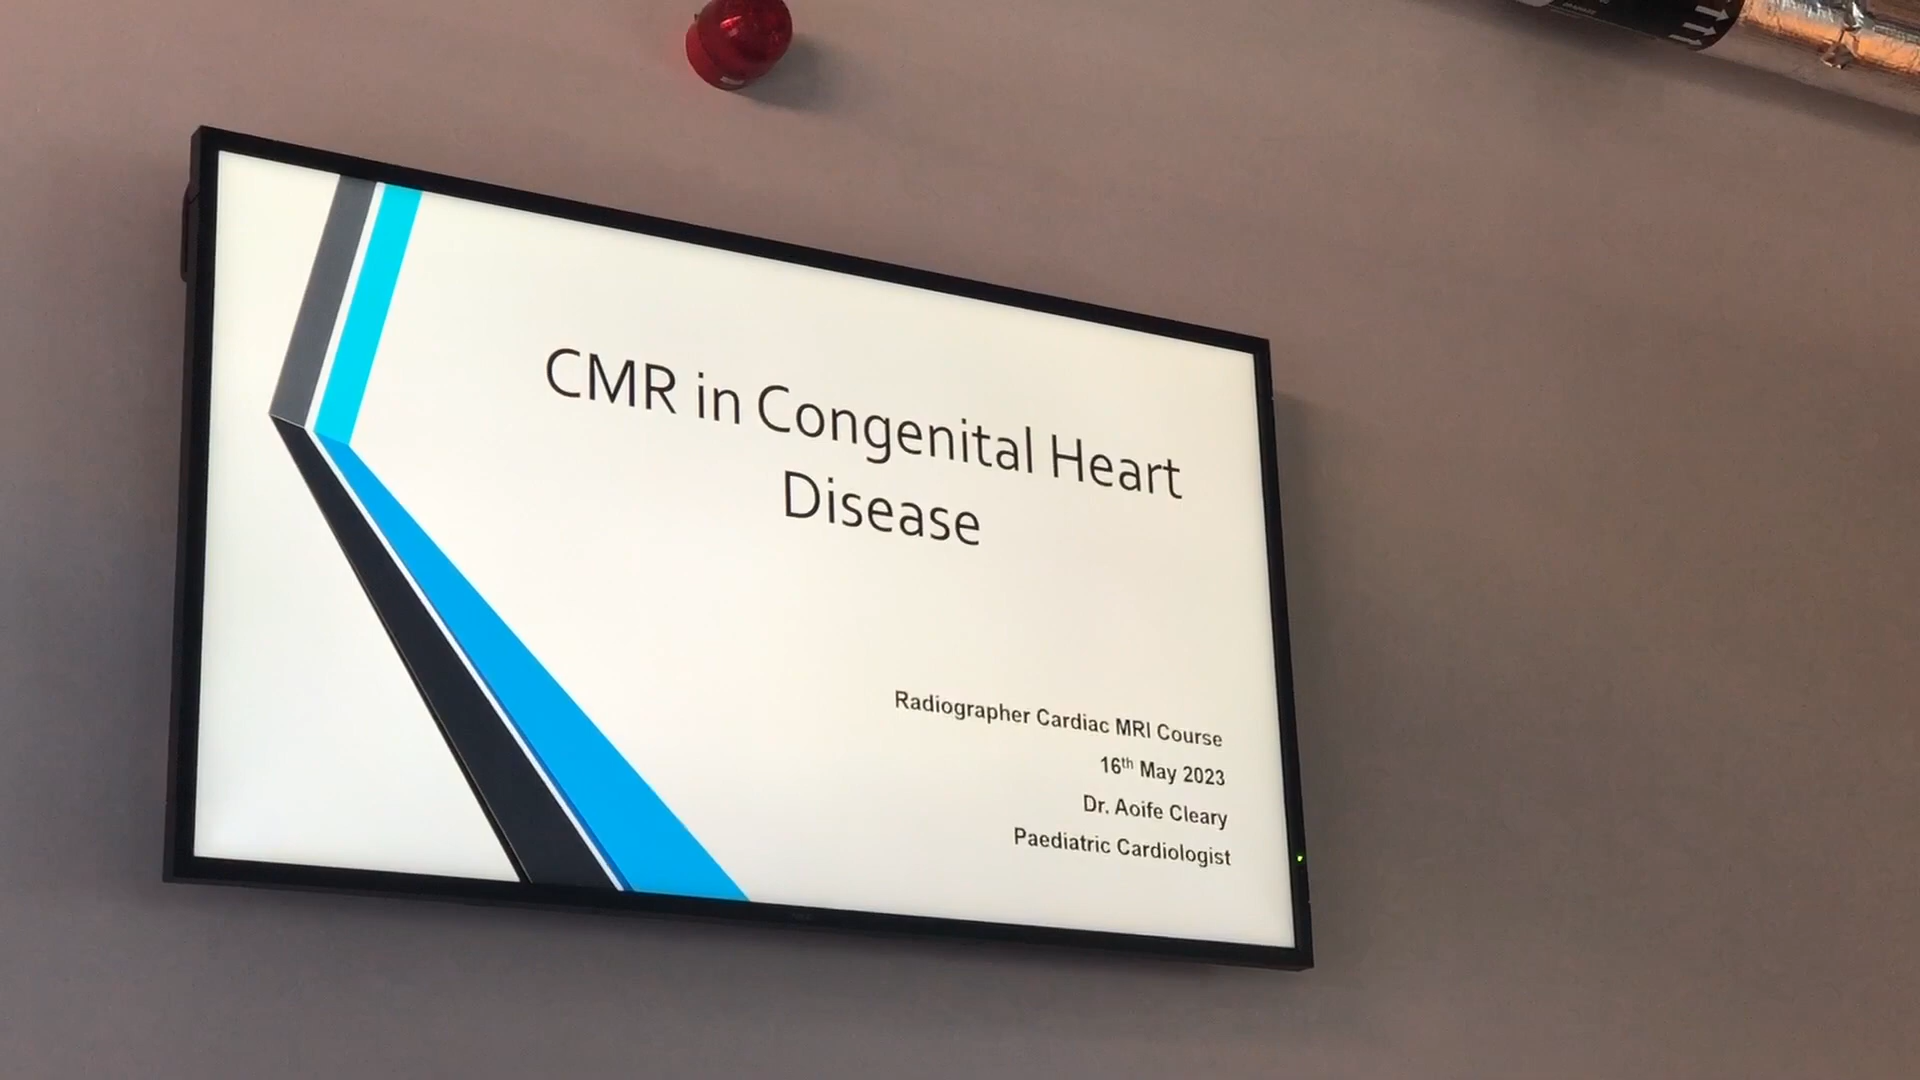 CMR in Congenital Heart
Disease
Radiographer Cardiac MRI Course
16th May 2023
Dr. Aoife Cleary
Paediatric Cardiologist